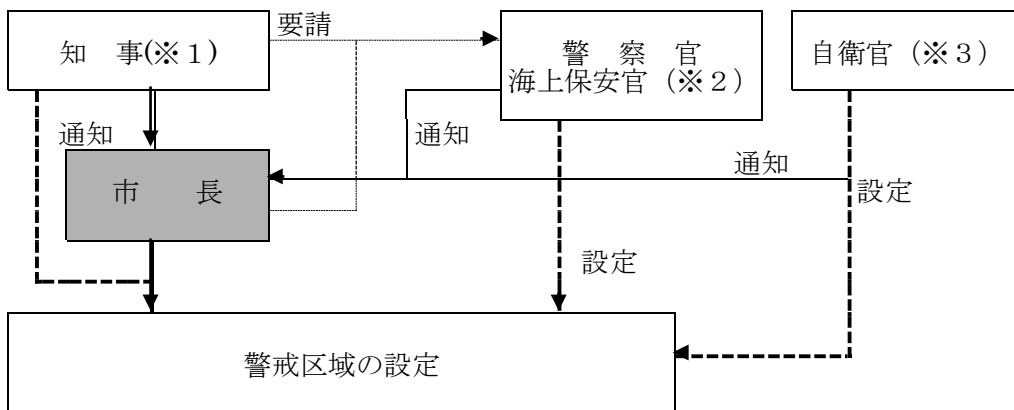 要請
知　事(※１)
警　察　官
海上保安官（※２）
自衛官（※３）
通知
通知
通知
市　　長
設定
設定
警戒区域の設定